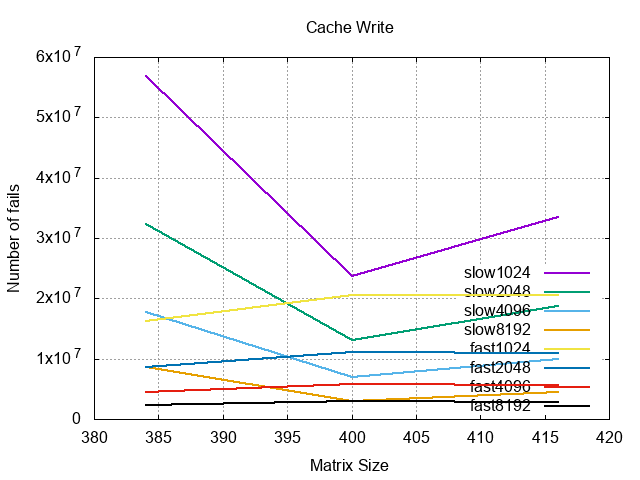 Cache Write
6x10^7
5x10^7
4x10^7
3x10^7
2x10^7
1x10^7
0
Number of fails
slow1024
slow2048
slow4096
slow8192
fast1024
fast2048
fast4096
fast8192
380 385 390 395 400 405 410 415 420
Matrix Size